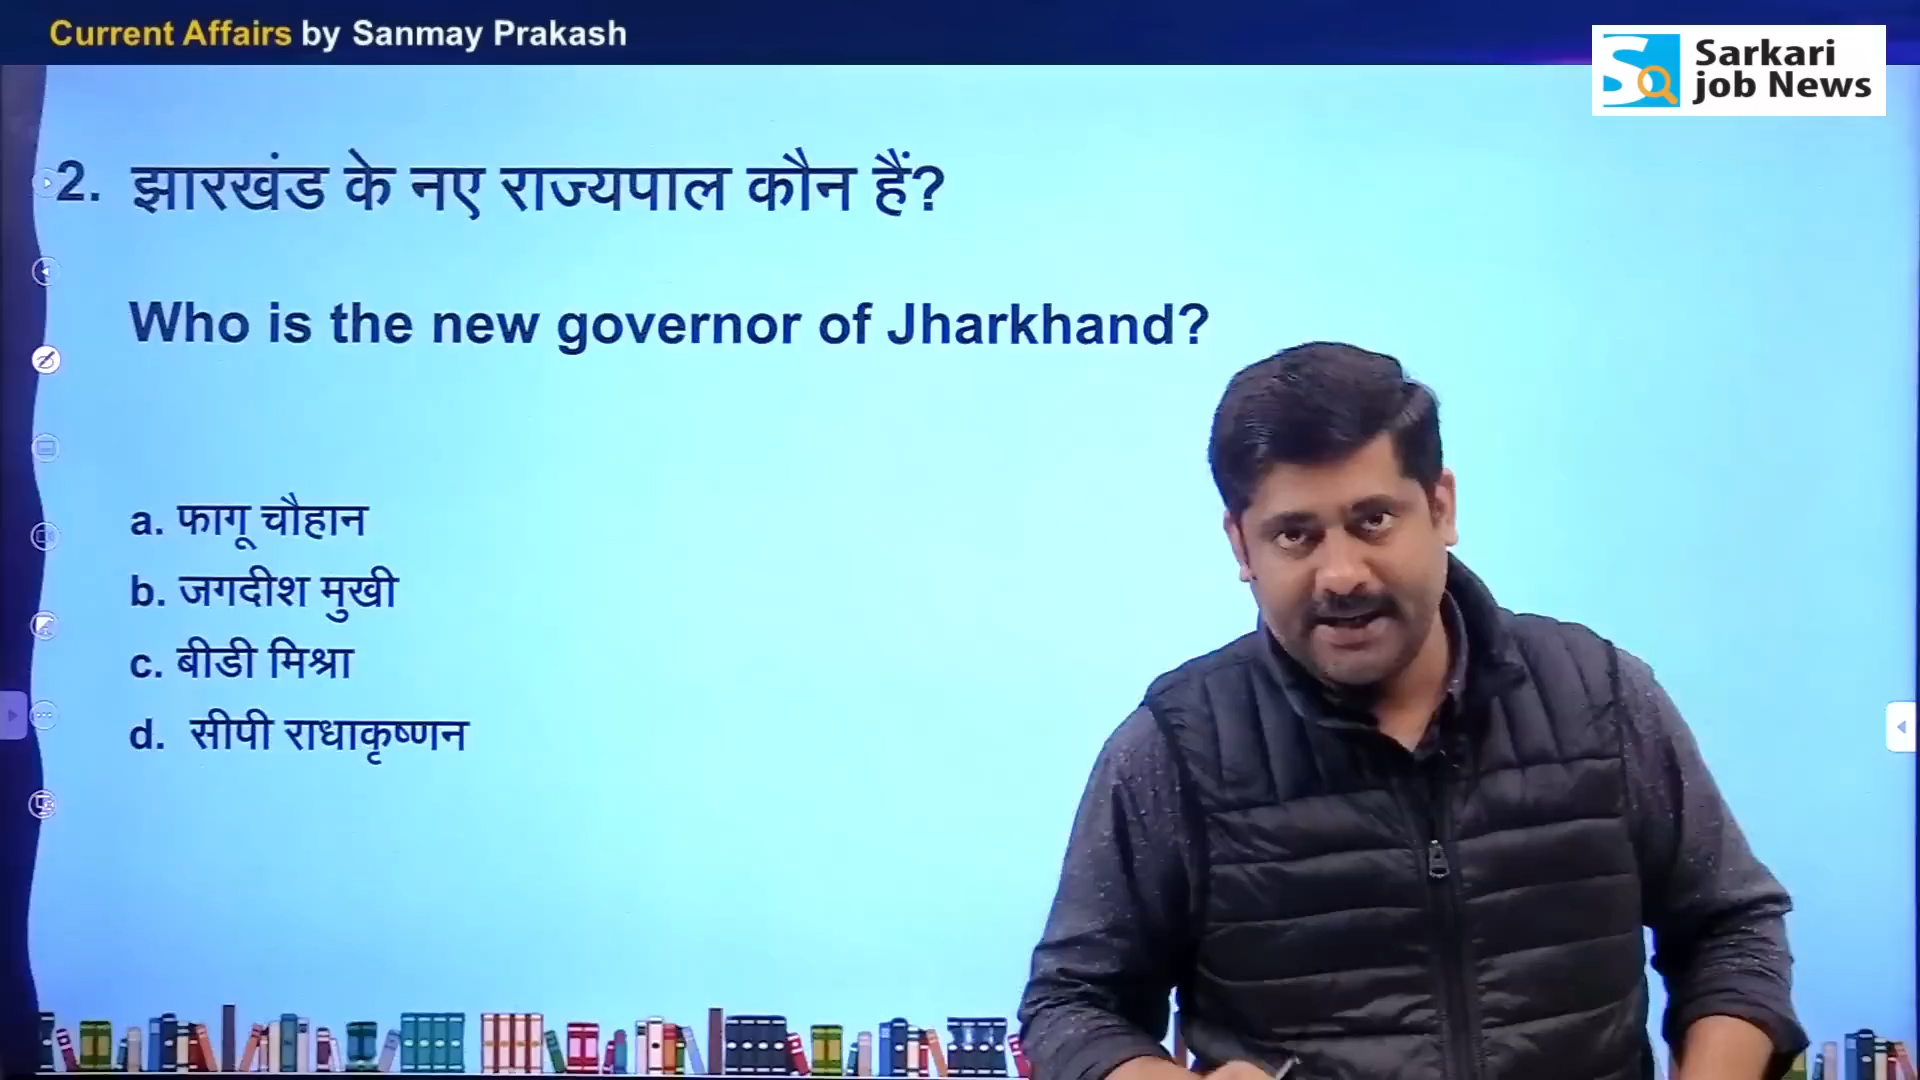 Current Affairs by Sanmay Prakash
Sarkari
job News
2. झारखंड के नए राज्यपाल कौन हैं?
Who is the new governor of Jharkhand?
a. फागू चौहान
b. जगदीश मुखी
c. बीडी मिश्रा
d. सीपी राधाकृष्णन